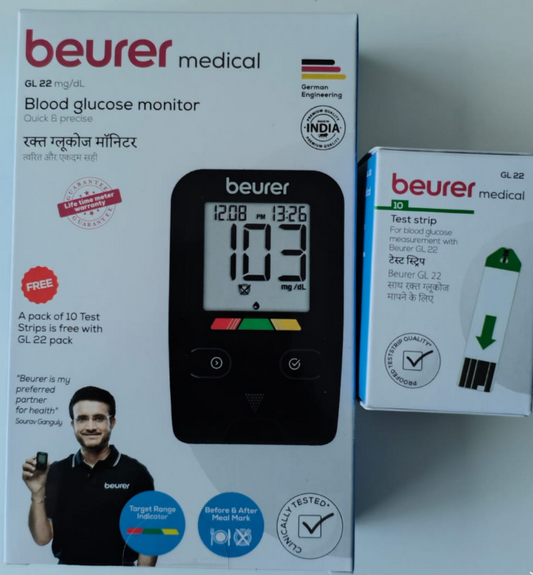 beurer medical
GL 22 mg/dL
Blood glucose monitor
Quick & precise
रक्त ग्लूकोज मॉनिटर
त्वरित और एकदम सही
German
Engineering
PREMIUM QUALITY
MADE IN
INDIA
PREMIUM QUALITY
GUARANTEE
Life time meter
warranty
GUARANTEE
FREE
A pack of 10 Test
Strips is free with
GL 22 pack
"Beurer is my
preferred
partner
for health"
Sourav Ganguly
beurer
beurer
12.08 PM 13:26
103
mg/dL
Target Range
Indicator
Before & After
Meal Mark
CLINICALLY TESTED*
GL 22
beurer medical
10
Test strip
For blood glucose
measurement with
Beurer GL 22
टेस्ट स्ट्रिप
Beurer GL 22
साथ रक्त ग्लूकोज
मापने के लिए
PROOFED TESTSTRIP QUALITY*